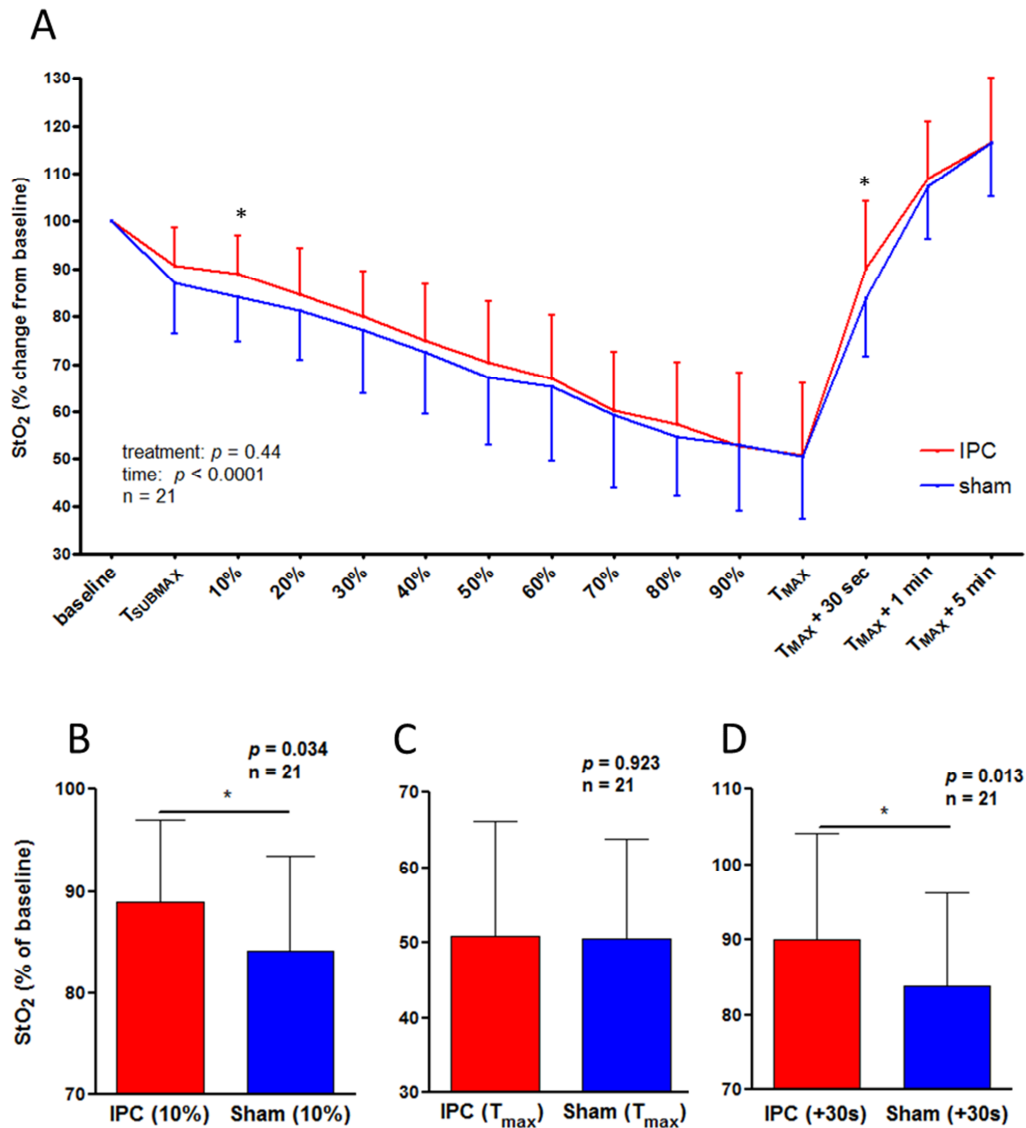 A
StO₂ (% change from baseline)
130
120
110
100
90
80
70
60
50
40
30
*
*
treatment: p = 0.44
time: p < 0.0001
n = 21
IPC
sham
baseline
TSUBMAX
10%
20%
30%
40%
50%
60%
70%
80%
90%
TMAX
TMAX + 30 sec
TMAX + 1 min
TMAX + 5 min
B
p = 0.034
n = 21
*
StO₂ (% of baseline)
100
90
80
70
IPC (10%) Sham (10%)
C
p = 0.923
n = 21
70
60
50
40
30
IPC (Tmax) Sham (Tmax)
D
p = 0.013
n = 21
*
110
100
90
80
70
IPC (+30s) Sham (+30s)